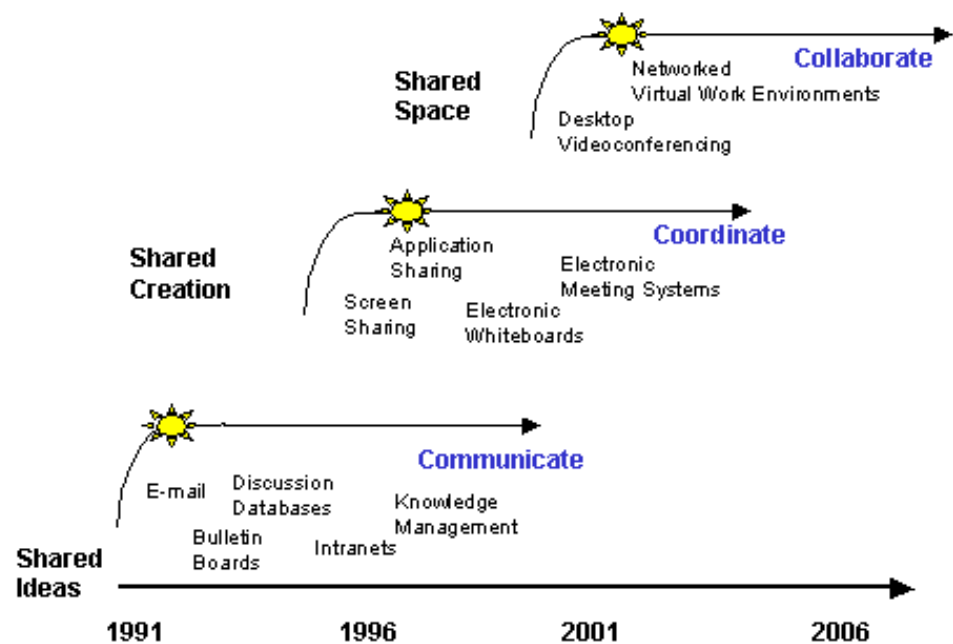 Collaborate
Shared
Space
Networked
Virtual Work Environments
Desktop
Videoconferencing
Coordinate
Shared
Creation
Application
Sharing
Electronic
Meeting Systems
Screen
Sharing
Electronic
Whiteboards
Communicate
E-mail
Discussion
Databases
Knowledge
Management
Bulletin
Boards
Intranets
Shared
Ideas
1991
1996
2001
2006